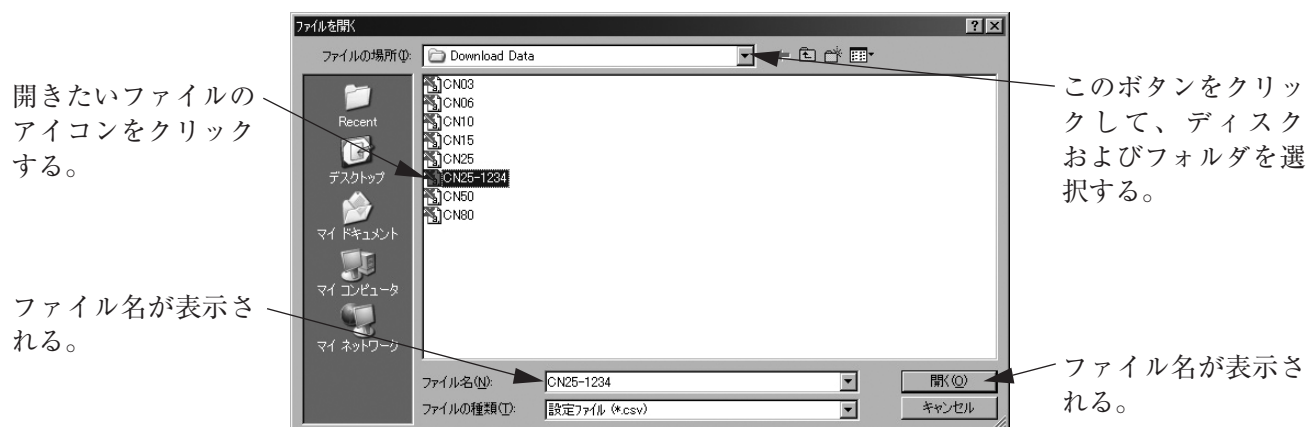 ファイルを開く
ファイルの場所(I):
Download Data
開きたいファイルの
アイコンをクリック
する。
ファイル名が表示さ
れる。
Recent
デスクトップ
マイ ドキュメント
マイ コンピュータ
マイ ネットワーク
CN03
CN06
CN10
CN15
CN25
CN25-1234
CN50
CN80
ファイル名(N):
CN25-1234
開く(O)
ファイルの種類(T):
設定ファイル (*.csv)
キャンセル
このボタンをクリッ
クして、ディスク
およびフォルダを選
択する。
ファイル名が表示さ
れる。